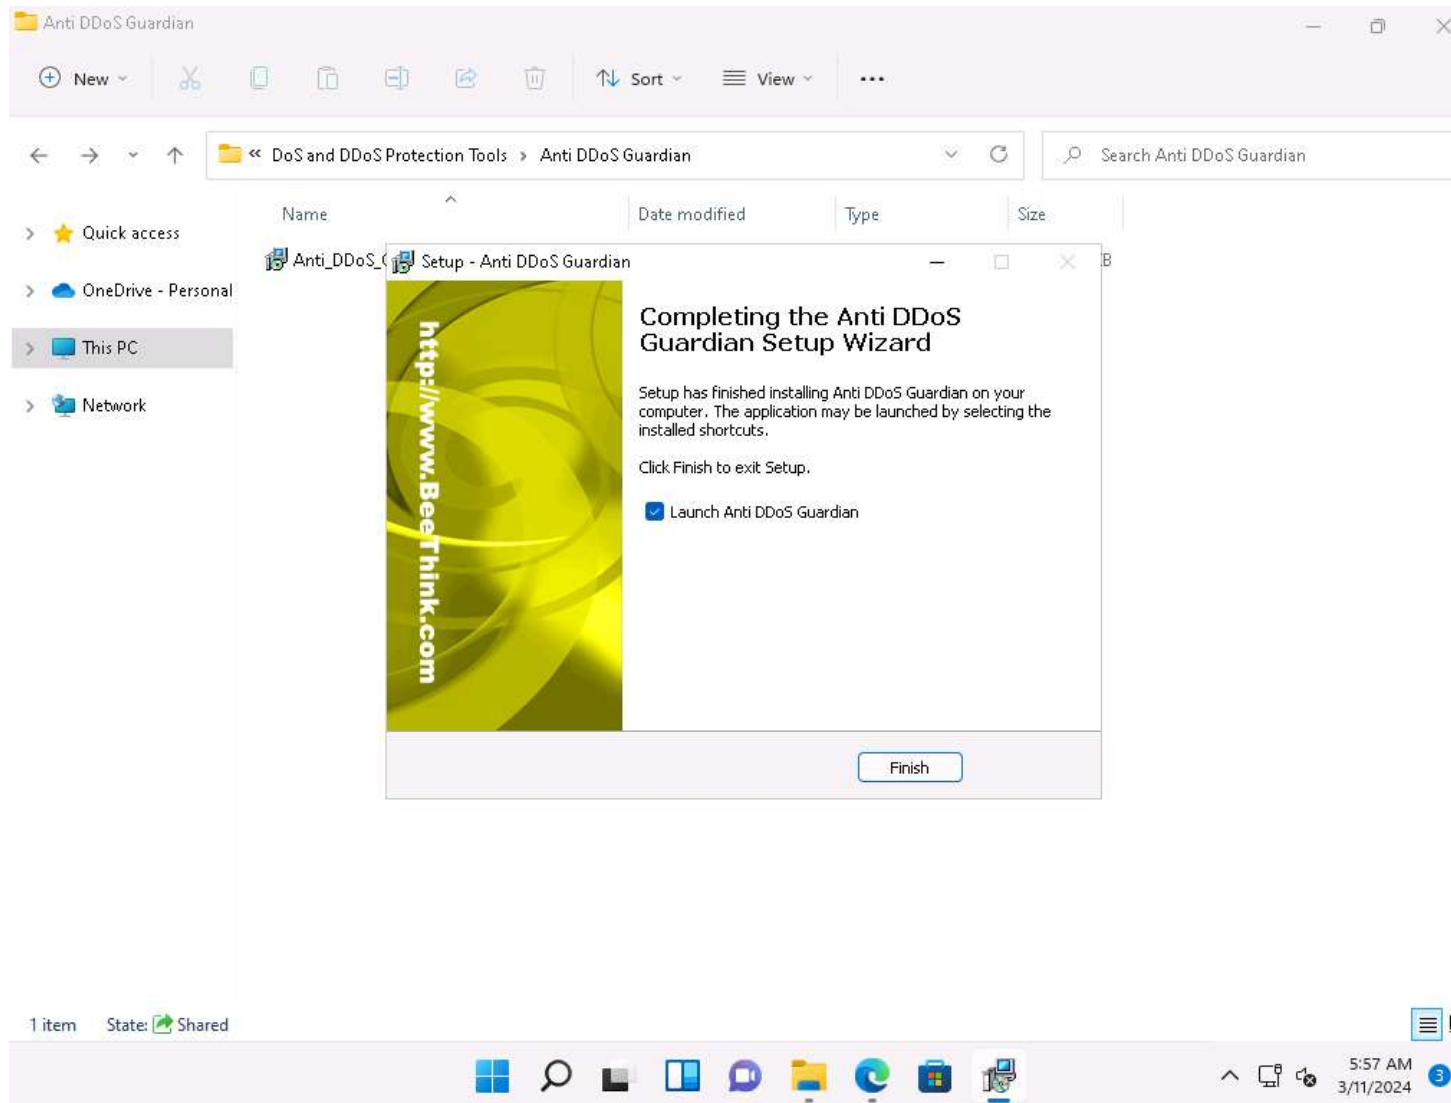 Anti DDoS Guardian
New
Sort
View
« DoS and DDoS Protection Tools > Anti DDoS Guardian
Search Anti DDoS Guardian
Name
Date modified
Type
Size
Quick access
OneDrive - Personal
This PC
Network
Setup - Anti DDoS Guardian
http://www.BeeThink.com
Completing the Anti DDoS
Guardian Setup Wizard
Setup has finished installing Anti DDoS Guardian on your
computer. The application may be launched by selecting the
installed shortcuts.
Click Finish to exit Setup.
Launch Anti DDoS Guardian
Finish
1 item State: Shared
5:57 AM
3/11/2024
3